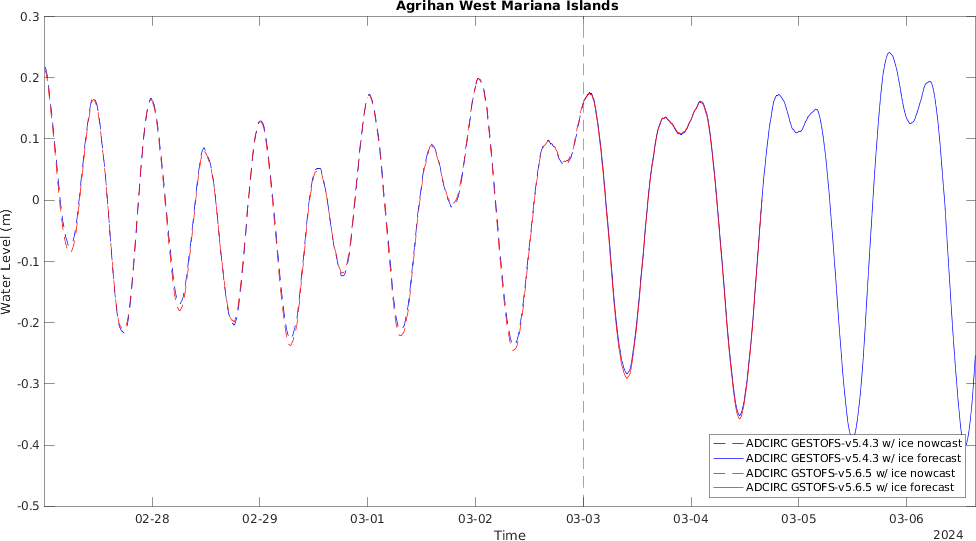 Agrihan West Mariana Islands
0.3
0.2
0.1
0
-0.1
-0.2
-0.3
-0.4
-0.5
Water Level (m)
ADCIRC GESTOFS-v5.4.3 w/ ice nowcast
ADCIRC GESTOFS-v5.4.3 w/ ice forecast
ADCIRC GSTOFS-v5.6.5 w/ ice nowcast
ADCIRC GSTOFS-v5.6.5 w/ ice forecast
02-28 02-29 03-01 03-02 03-03 03-04 03-05 03-06
Time
2024